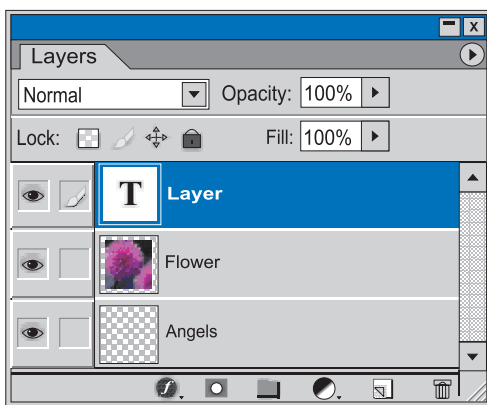 X
Layers
Normal Opacity: 100%
Lock: Fill: 100%
T Layer
Flower
Angels